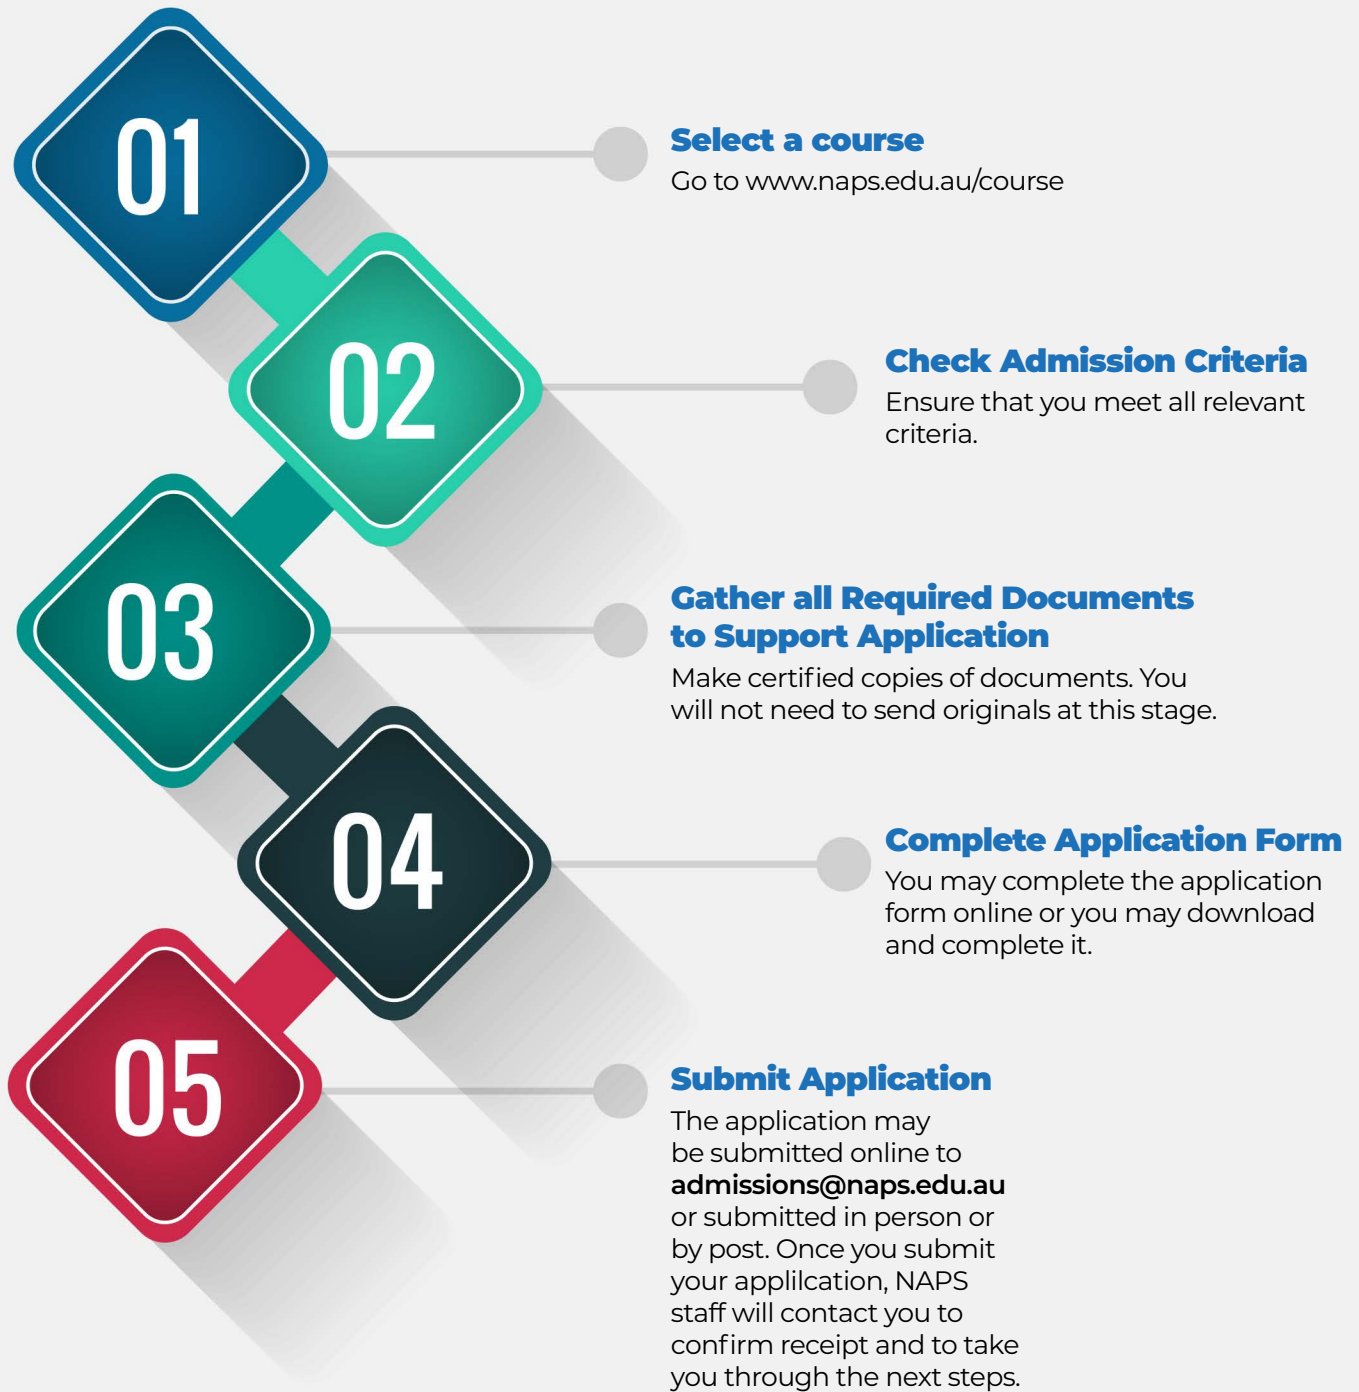 01
Select a course
Go to www.naps.edu.au/course
02
Check Admission Criteria
Ensure that you meet all relevant
criteria.
03
Gather all Required Documents
to Support Application
Make certified copies of documents. You
will not need to send originals at this stage.
04
Complete Application Form
You may complete the application
form online or you may download
and complete it.
05
Submit Application
The application may
be submitted online to
admissions@naps.edu.au
or submitted in person or
by post. Once you submit
your applilcation, NAPS
staff will contact you to
confirm receipt and to take
you through the next steps.